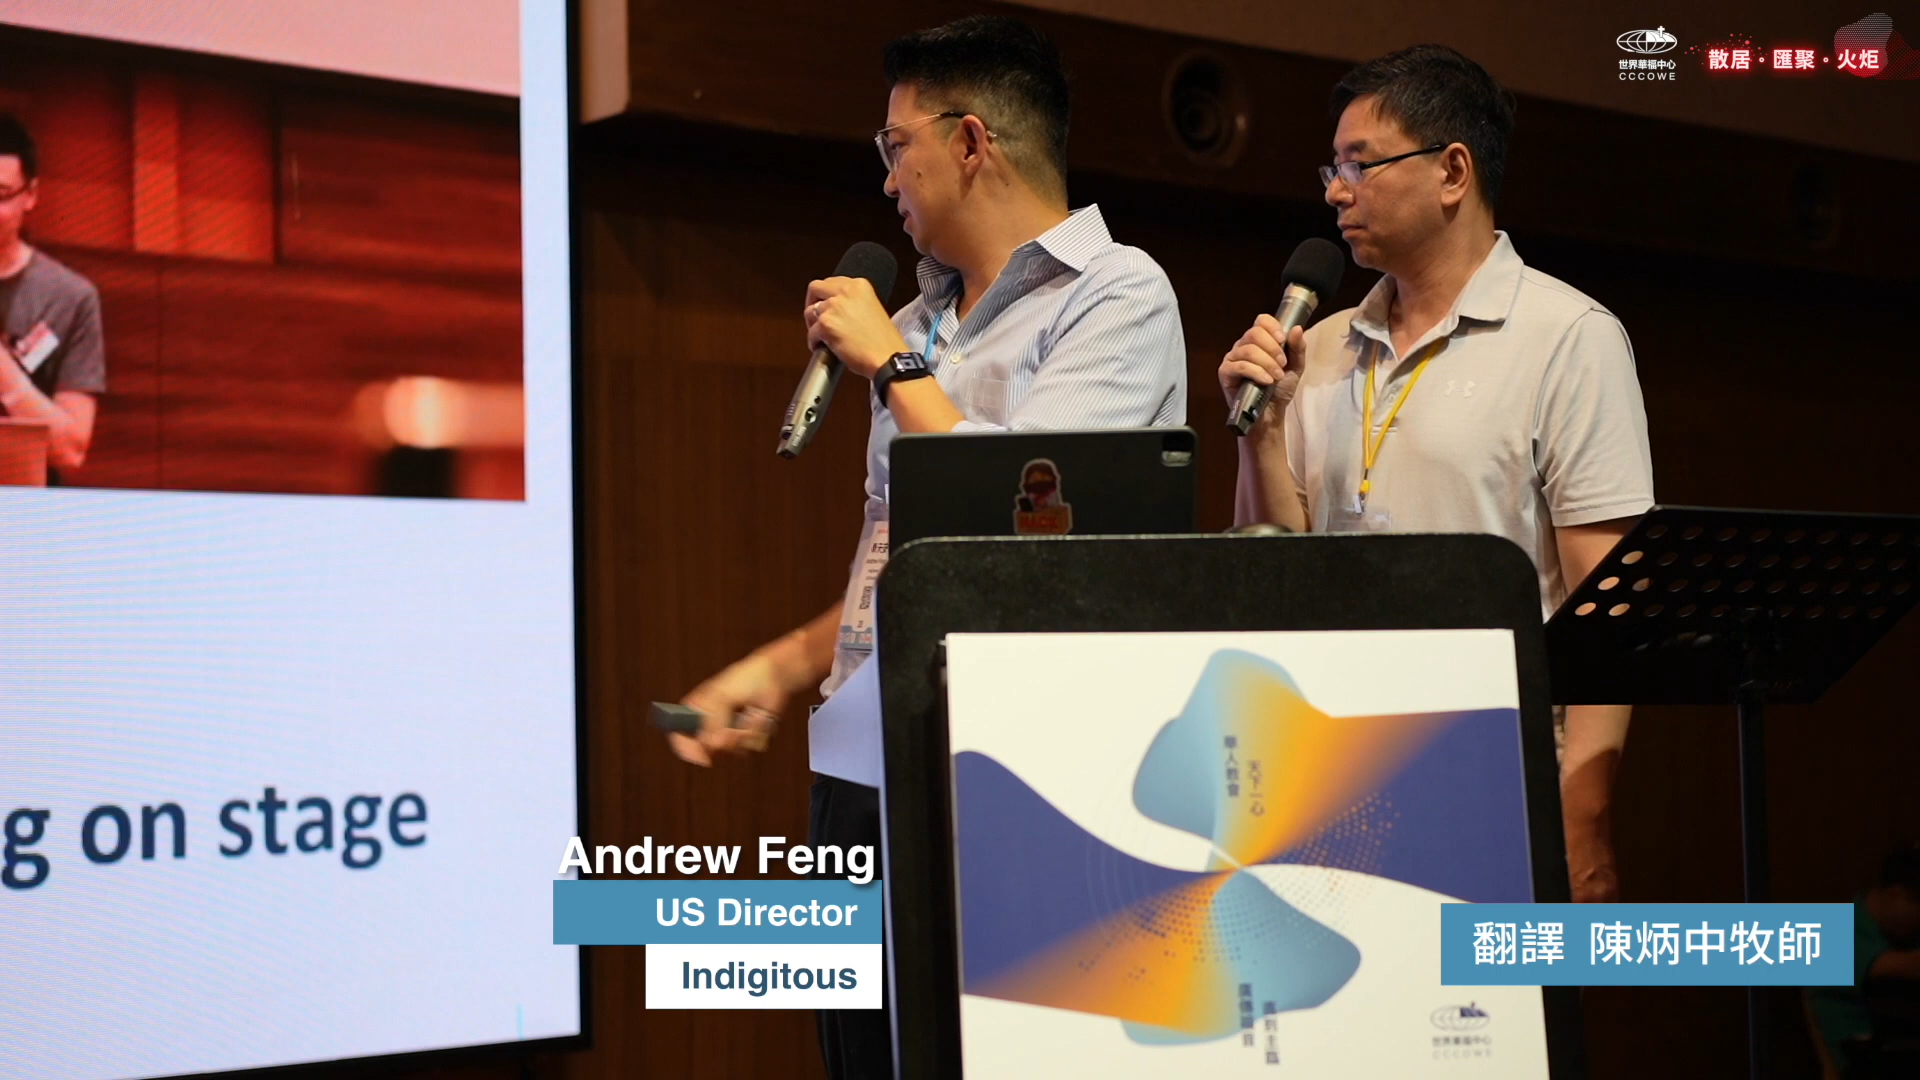 世界華福中心
CCCOWE
散居。匯聚。火炬
HACK
g on stage
華人教會
天下一心
廣傳福音
直到主臨
世界華福中心
CCCOWE
Andrew Feng
US Director
Indigitous
翻譯 陳炳中牧師